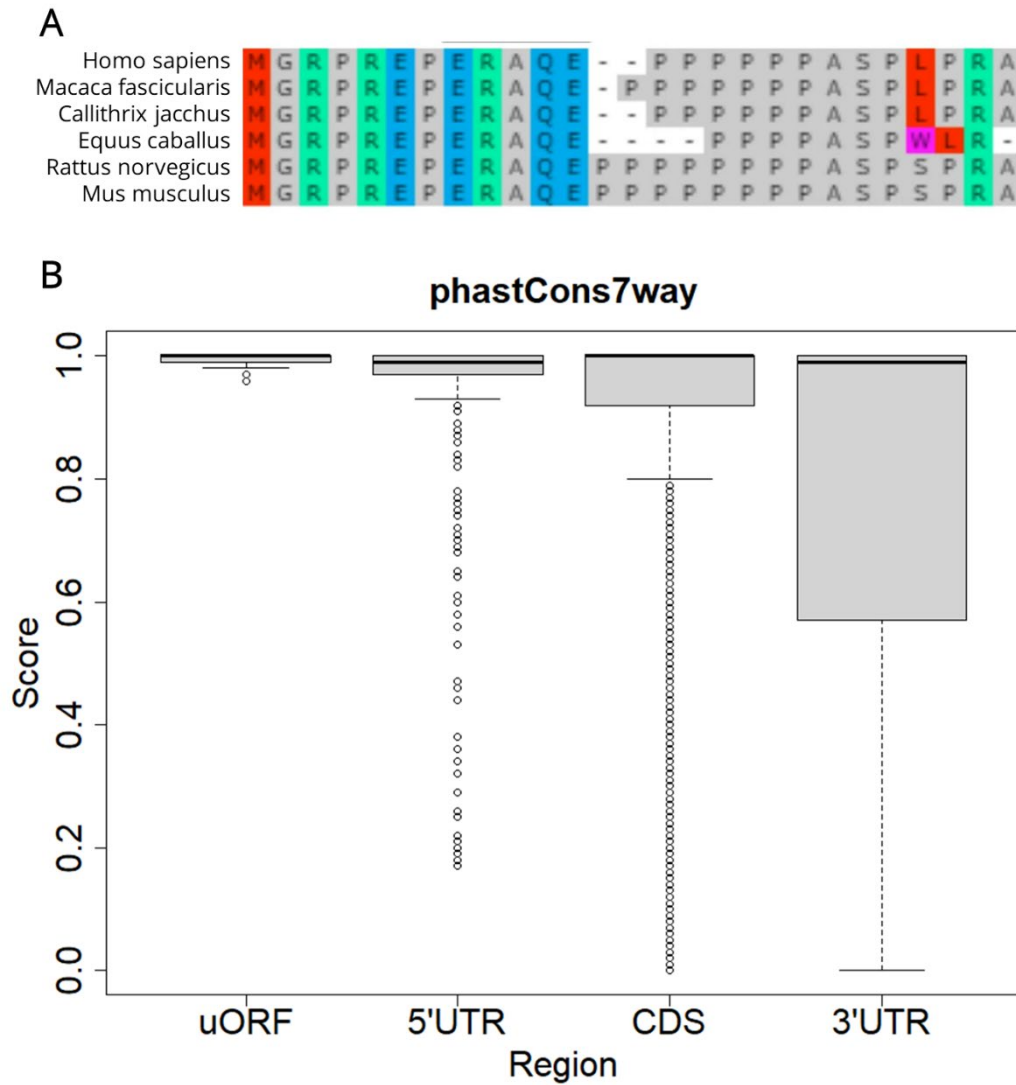 A
Homo sapiens M G R P R E P E R A Q E - - P P P P P P A S P L P R A
Macaca fascicularis M G R P R E P E R A Q E - P P P P P P P A S P L P R A
Callithrix jacchus M G R P R E P E R A Q E - - P P P P P P A S P L P R A
Equus caballus M G R P R E P E R A Q E - - - - P P P P A S P W L R -
Rattus norvegicus M G R P R E P E R A Q E P P P P P P P P A S P S P R A
Mus musculus M G R P R E P E R A Q E P P P P P P P P A S P S P R A
B
phastCons7way
Score
1.0
0.8
0.6
0.4
0.2
0.0
uORF 5'UTR CDS 3'UTR
Region